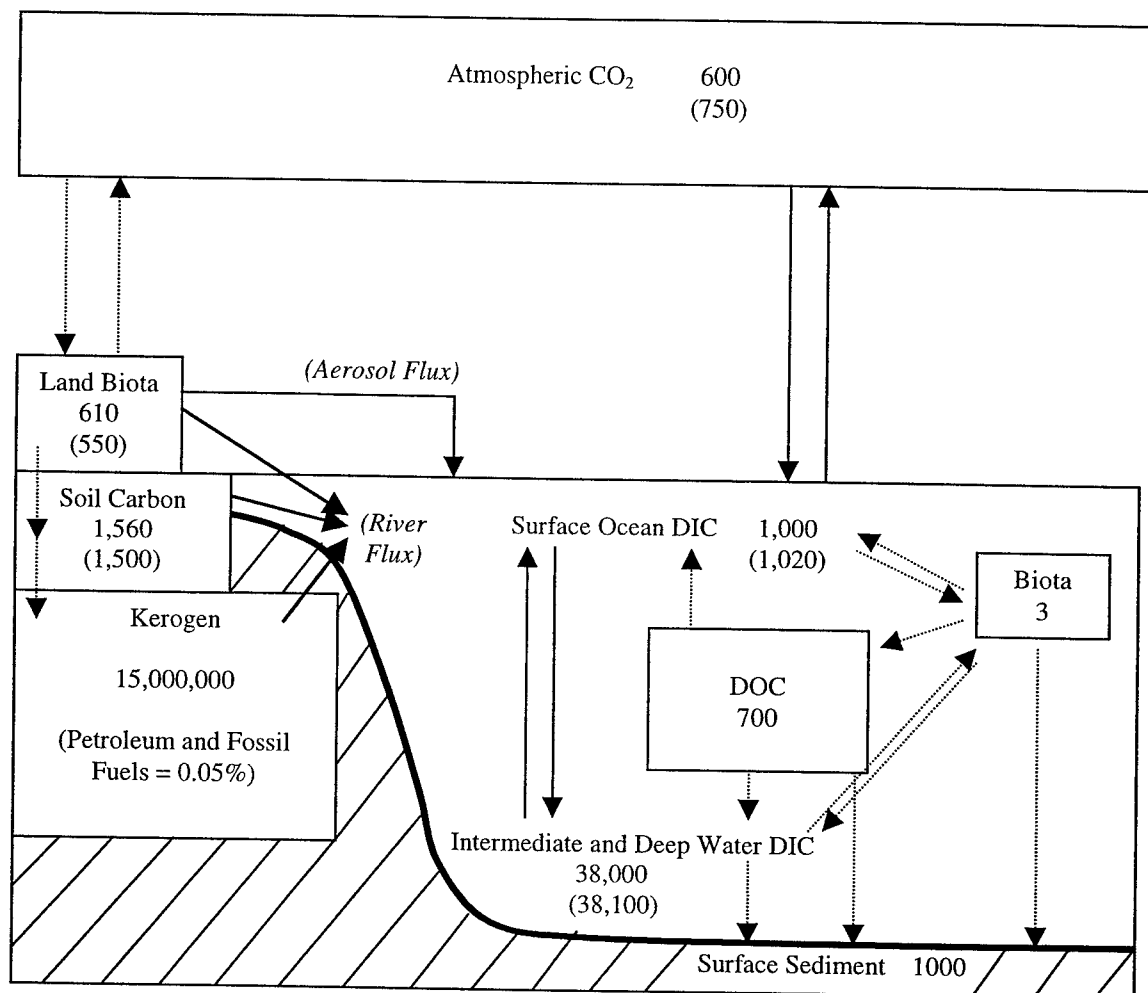 Atmospheric CO₂ 600
(750)
Land Biota
610
(550)
(Aerosol Flux)
Soil Carbon
1,560
(1,500)
(River
Flux)
Surface Ocean DIC 1,000
(1,020)
Biota
3
Kerogen
15,000,000
(Petroleum and Fossil
Fuels = 0.05%)
DOC
700
Intermediate and Deep Water DIC
38,000
(38,100)
Surface Sediment 1000